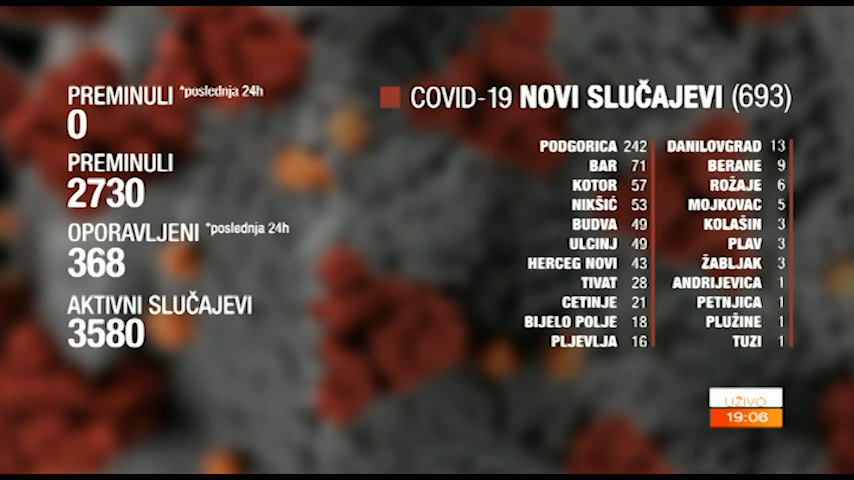 PREMINULI *poslednja 24h
0
PREMINULI
2730
OPORAVLJENI *poslednja 24h
368
AKTIVNI SLUČAJEVI
3580
COVID-19 NOVI SLUČAJEVI (693)
PODGORICA 242
BAR 71
KOTOR 57
NIKŠIĆ 53
BUDVA 49
ULCINJ 49
HERCEG NOVI 43
TIVAT 28
CETINJE 21
BIJELO POLJE 18
PLJEVLJA 16
DANILOVGRAD 13
BERANE 9
ROŽAJE 6
MOJKOVAC 5
KOLAŠIN 3
PLAV 3
ŽABLJAK 3
ANDRIJEVICA 1
PETNJICA 1
PLUŽINE 1
TUZI 1
UŽIVO
19:06